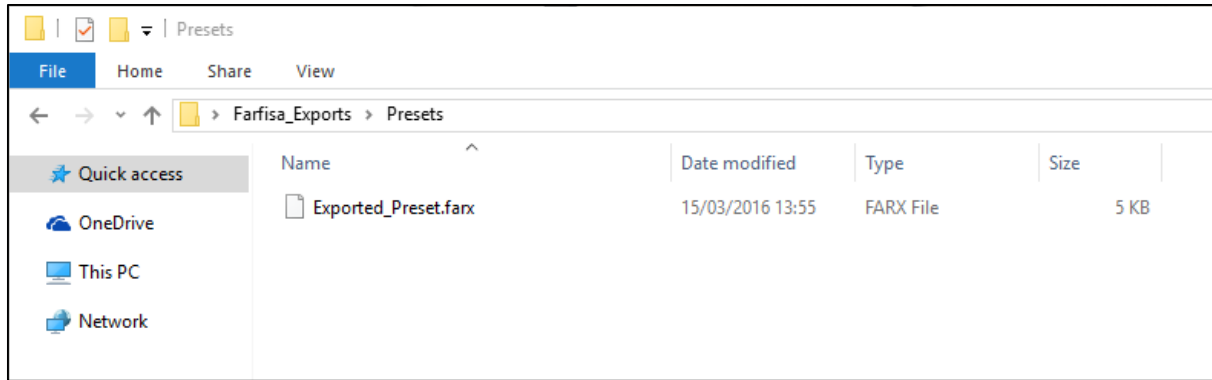 Presets
File Home Share View
Farfisa_Exports > Presets
Quick access
OneDrive
This PC
Network
Name Date modified Type Size
Exported_Preset.farx 15/03/2016 13:55 FARX File 5 KB